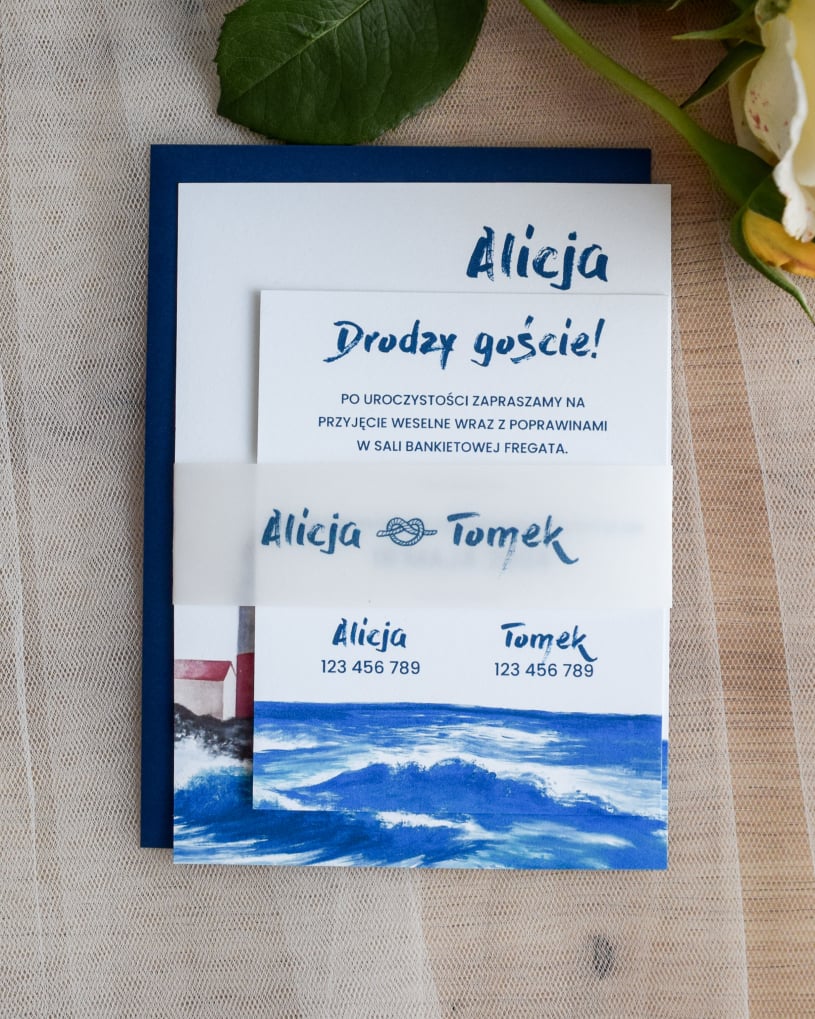 Alicja
Drodzy goście!
PO UROCZYSTOŚCI ZAPRASZAMY NA
PRZYJĘCIE WESELNE WRAZ Z POPRAWINAMI
W SALI BANKIETOWEJ FREGATA.
Alicja Tomek
Alicja Tomek
123 456 789 123 456 789